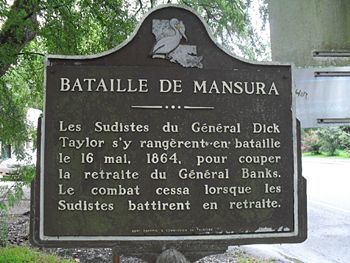 BATAILLE DE MANSURA
Les Sudistes du Général Dick
Taylor s'y rangèrent en bataille
le 16 mai, 1864, pour couper
la retraite du Général Banks.
Le combat cessa lorsque les
Sudistes battirent en retraite.